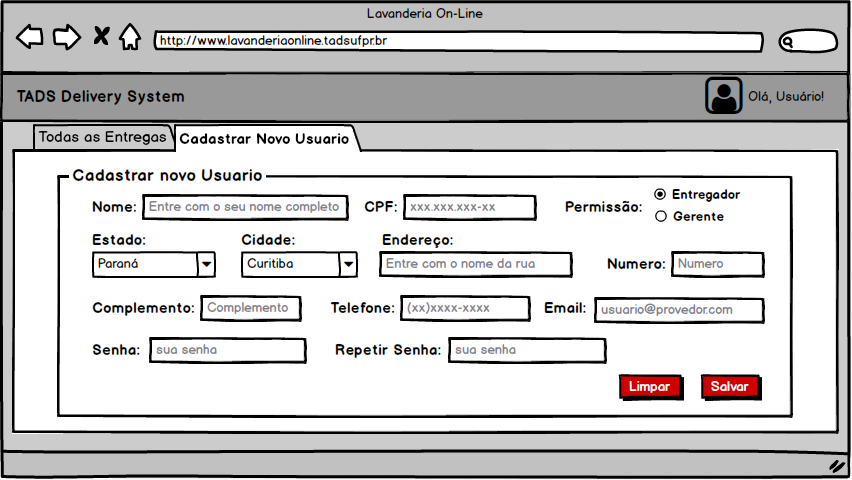 Lavanderia On-Line
http://www.lavanderiaonline.tadsufpr.br
TADS Delivery System
Olá, Usuário!
Todas as Entregas
Cadastrar Novo Usuario
Cadastrar novo Usuario
Nome: Entre com o seu nome completo CPF: xxx.xxx.xxx-xx Permissão: Entregador
Gerente
Estado: Cidade: Endereço:
Paraná Curitiba Entre com o nome da rua Numero: Numero
Complemento: Complemento Telefone: (xx)xxxx-xxxx Email: usuario@provedor.com
Senha: sua senha Repetir Senha: sua senha
Limpar Salvar